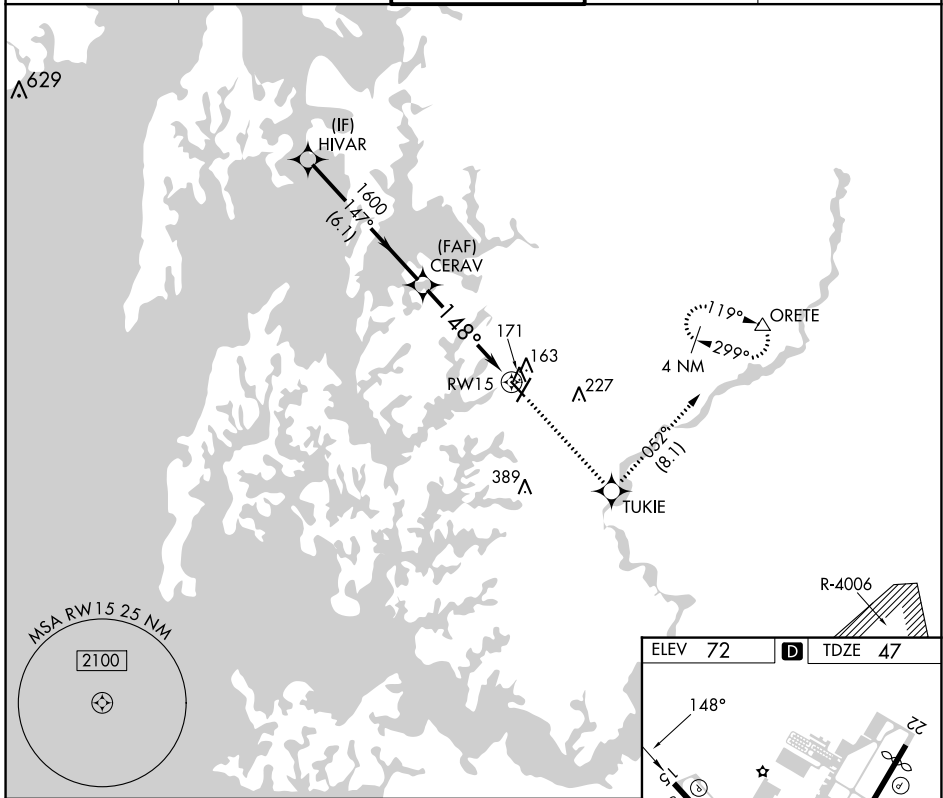 629
(IF)
HIVAR
1600
147°
(6.1)
(FAF)
CERAV
148°
171
163
RW15
227
119°
ORETE
299°
4 NM
052°
(8.1)
389
TUKIE
R-4006
MSA RW15 25 NM
2100
ELEV 72
D
TDZE 47
148°
22
15
P
P